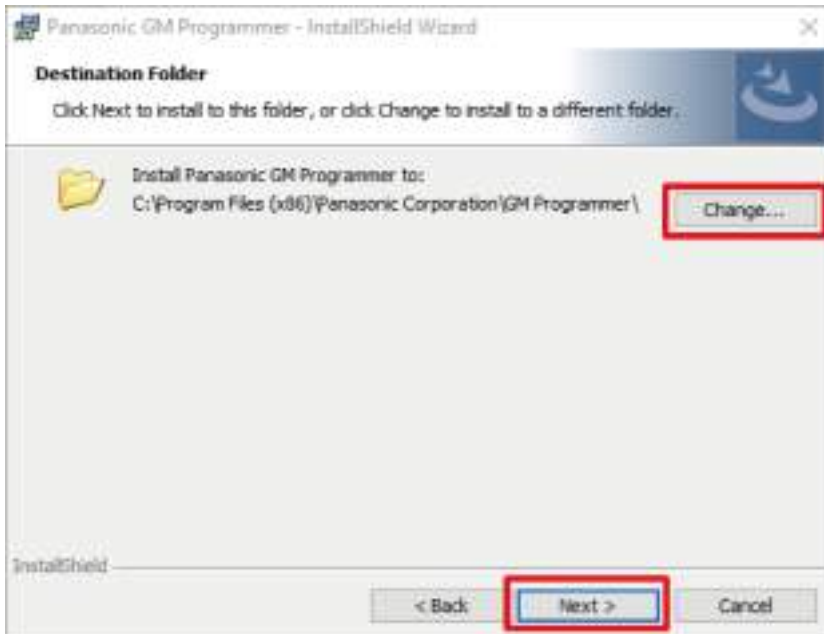 Panasonic GM Programmer - InstallShield Wizard
Destination Folder
Click Next to install to this folder, or click Change to install to a different folder.
Install Panasonic GM Programmer to:
C:\Program Files (x86)\Panasonic Corporation\GM Programmer\
Change...
InstallShield
< Back
Next >
Cancel